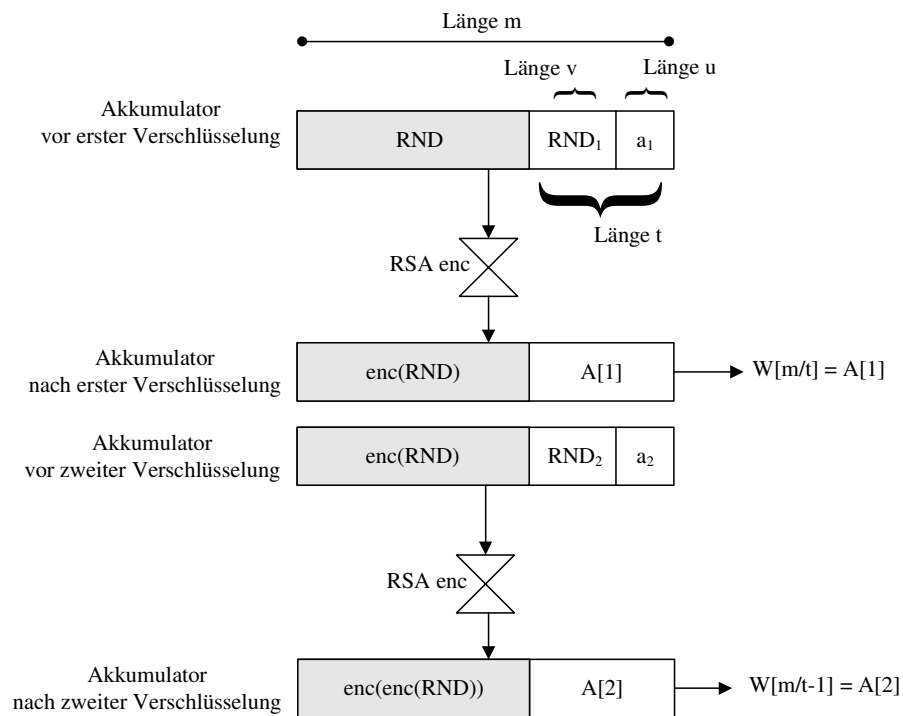 Länge m
Länge v
Länge u
Akkumulator
vor erster Verschlüsselung
RND
RND₁
a₁
Länge t
RSA enc
Akkumulator
nach erster Verschlüsselung
enc(RND)
A[1]
W[m/t] = A[1]
Akkumulator
vor zweiter Verschlüsselung
enc(RND)
RND₂
a₂
RSA enc
Akkumulator
nach zweiter Verschlüsselung
enc(enc(RND))
A[2]
W[m/t-1] = A[2]